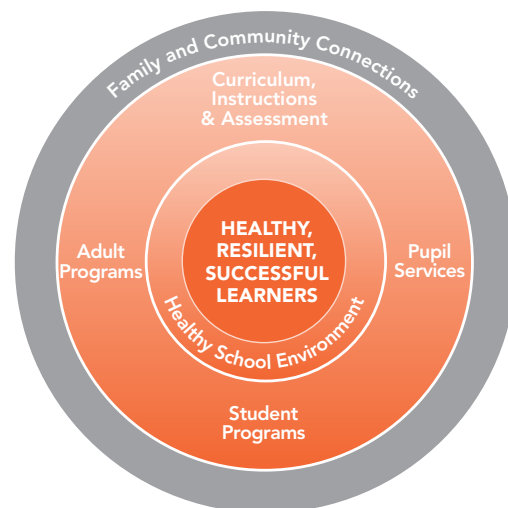 Family and Community Connections
Curriculum,
Instructions
& Assessment
HEALTHY,
RESILIENT,
SUCCESSFUL
LEARNERS
Adult
Programs
Pupil
Services
Healthy School Environment
Student
Programs